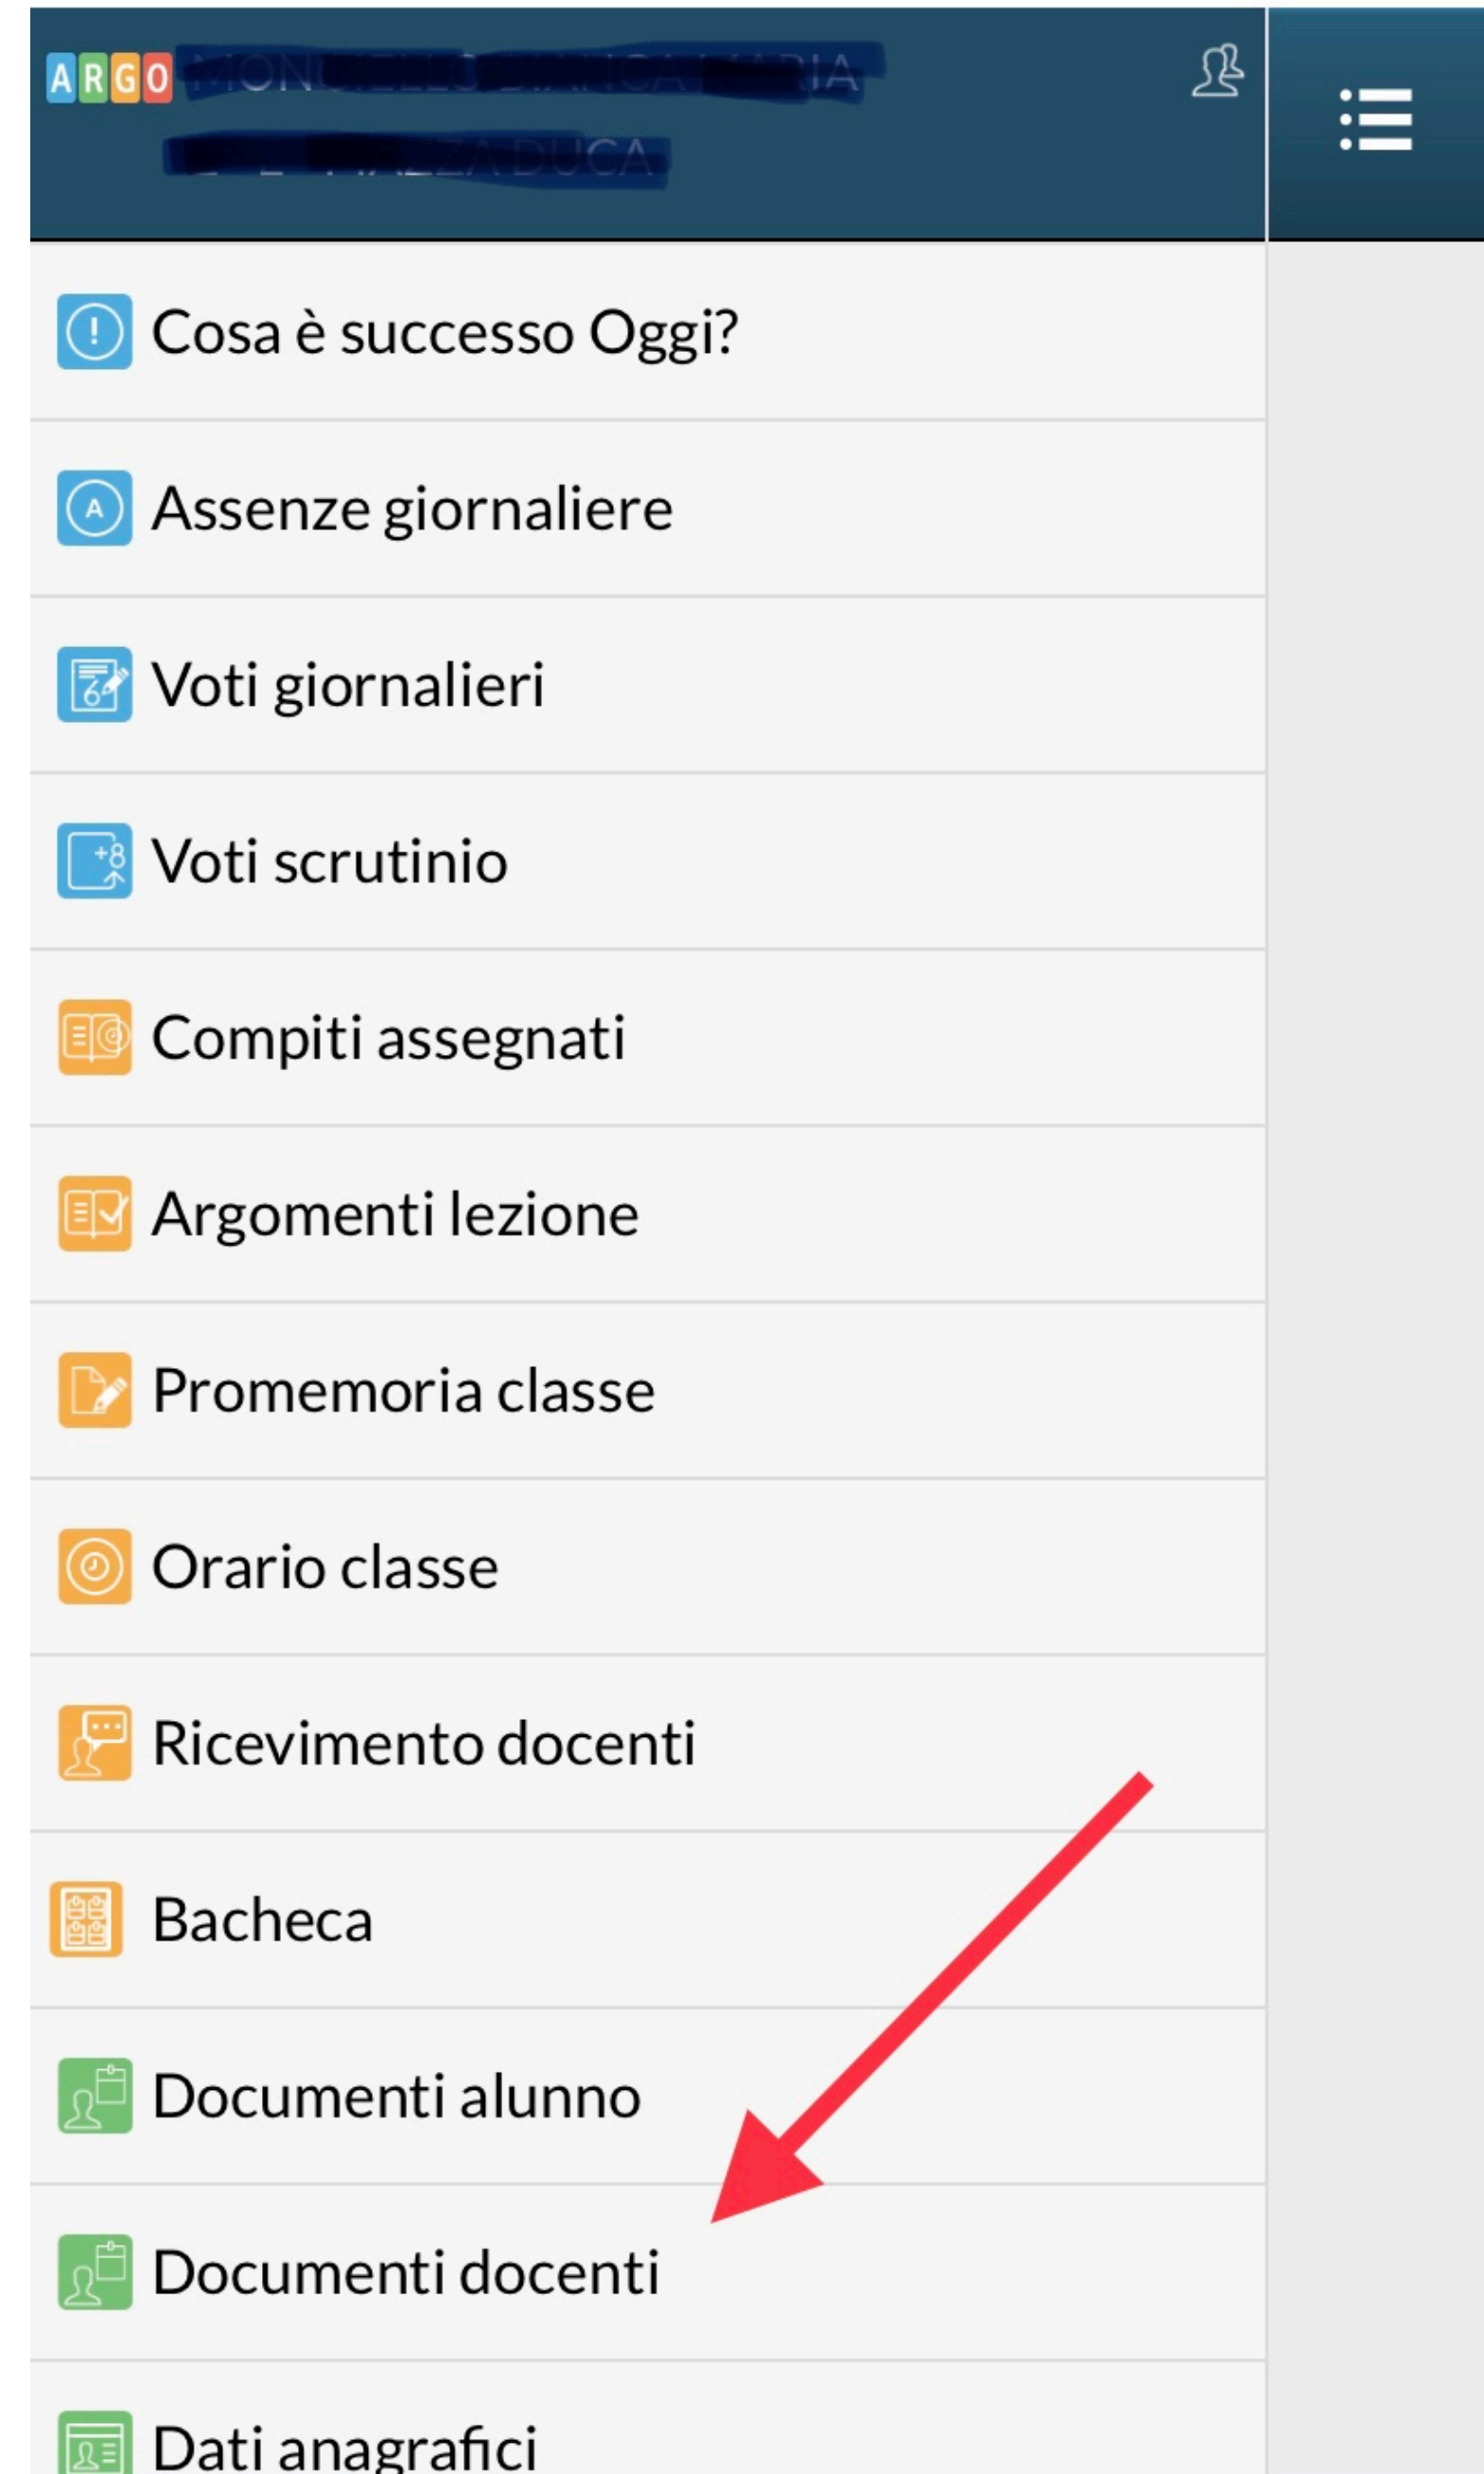 ARGO
Cosa è successo Oggi?
Assenze giornaliere
Voti giornalieri
Voti scrutinio
Compiti assegnati
Argomenti lezione
Promemoria classe
Orario classe
Ricevimento docenti
Bacheca
Documenti alunno
Documenti docenti
Dati anagrafici